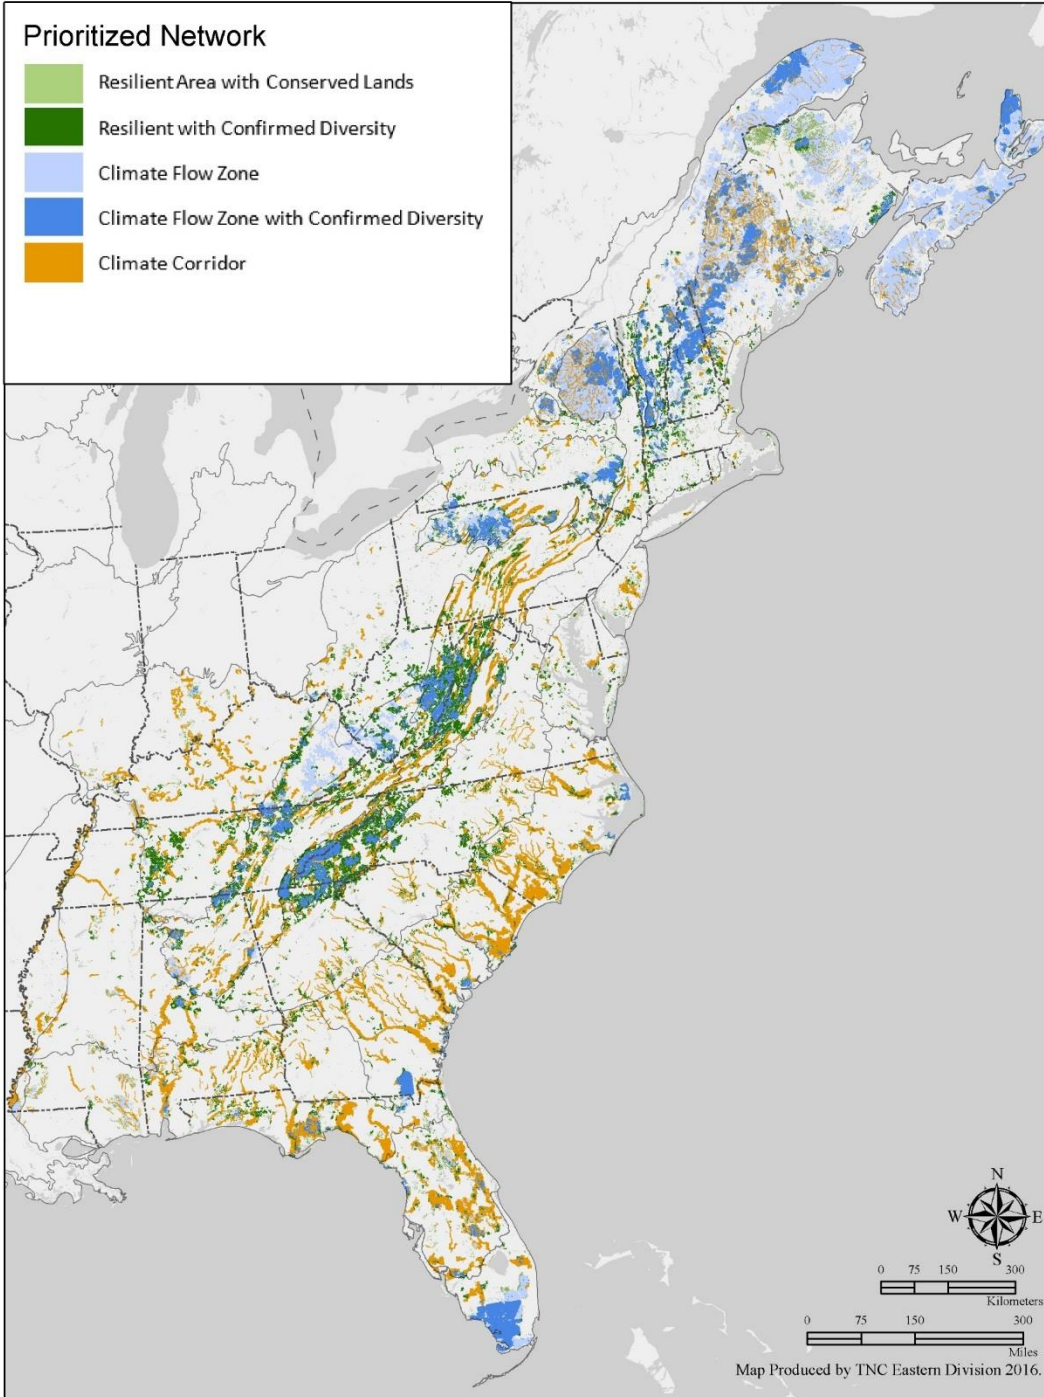 Prioritized Network
Resilient Area with Conserved Lands
Resilient with Confirmed Diversity
Climate Flow Zone
Climate Flow Zone with Confirmed Diversity
Climate Corridor
N
W E
S
0 75 150 300
Kilometers
0 75 150 300
Miles
Map Produced by TNC Eastern Division 2016.